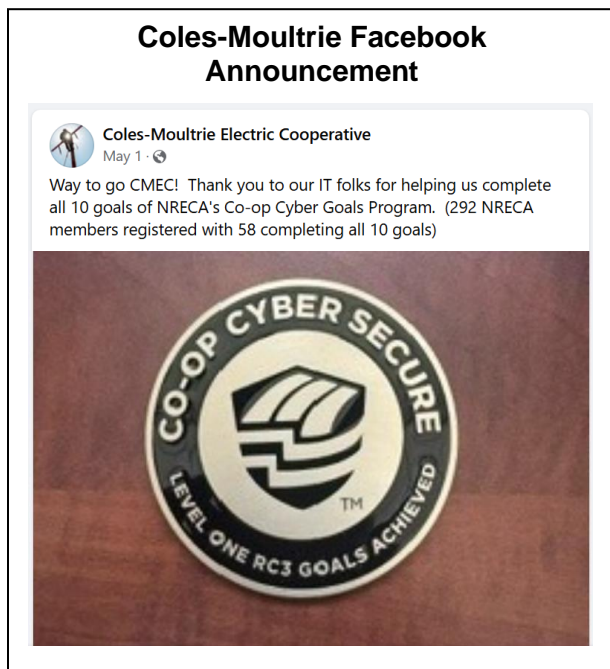 Coles-Moultrie Facebook
Announcement
Coles-Moultrie Electric Cooperative
May 1 ·
Way to go CMEC! Thank you to our IT folks for helping us complete
all 10 goals of NRECA's Co-op Cyber Goals Program. (292 NRECA
members registered with 58 completing all 10 goals)
CO-OP CYBER SECURE
TM
LEVEL ONE RC3 GOALS ACHIEVED